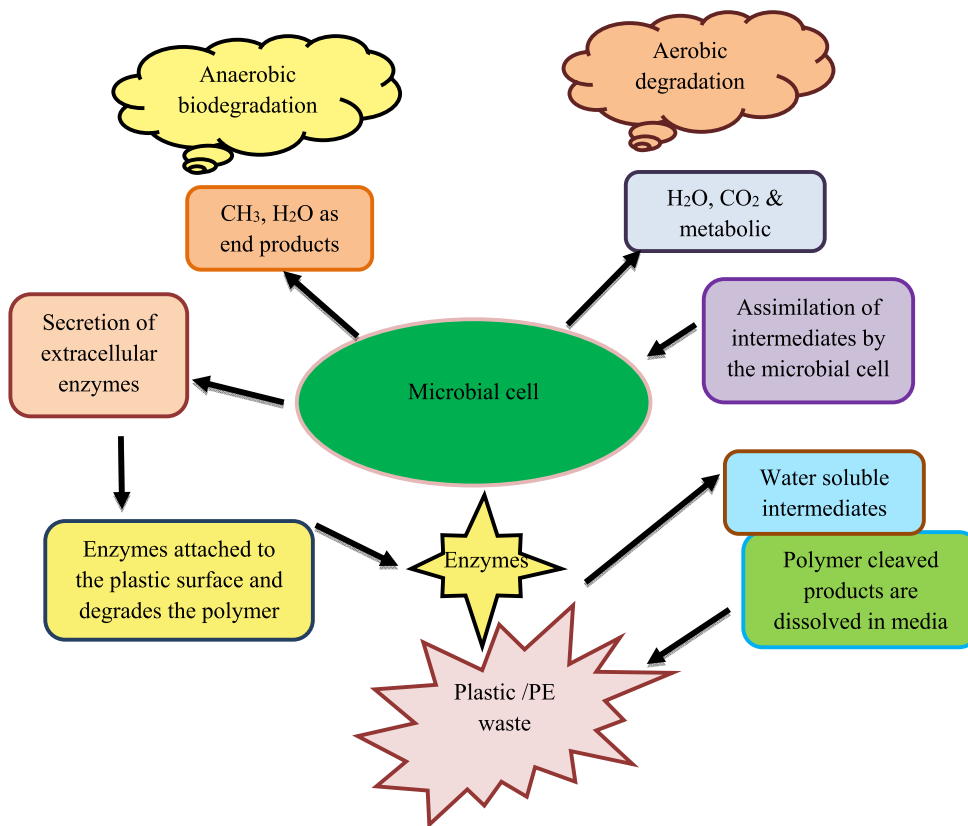 Anaerobic
biodegradation
Aerobic
degradation
CH₃, H₂O as
end products
H₂O, CO₂ &
metabolic
Secretion of
extracellular
enzymes
Microbial cell
Assimilation of
intermediates by
the microbial cell
Water soluble
intermediates
Enzymes attached to
the plastic surface and
degrades the polymer
Enzymes
Polymer cleaved
products are
dissolved in media
Plastic /PE
waste